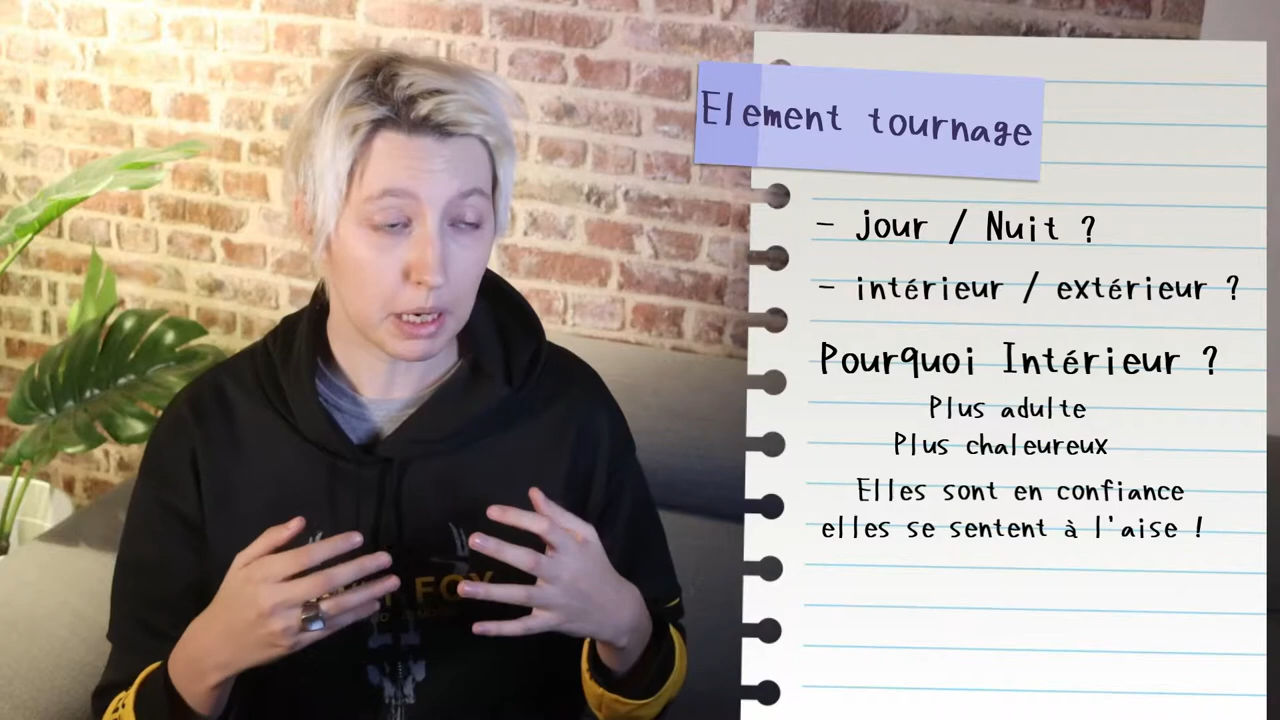 Element tournage
- jour / Nuit ?
- intérieur / extérieur ?
Pourquoi Intérieur ?
Plus adulte
Plus chaleureux
Elles sont en confiance
elles se sentent à l'aise !
FOX